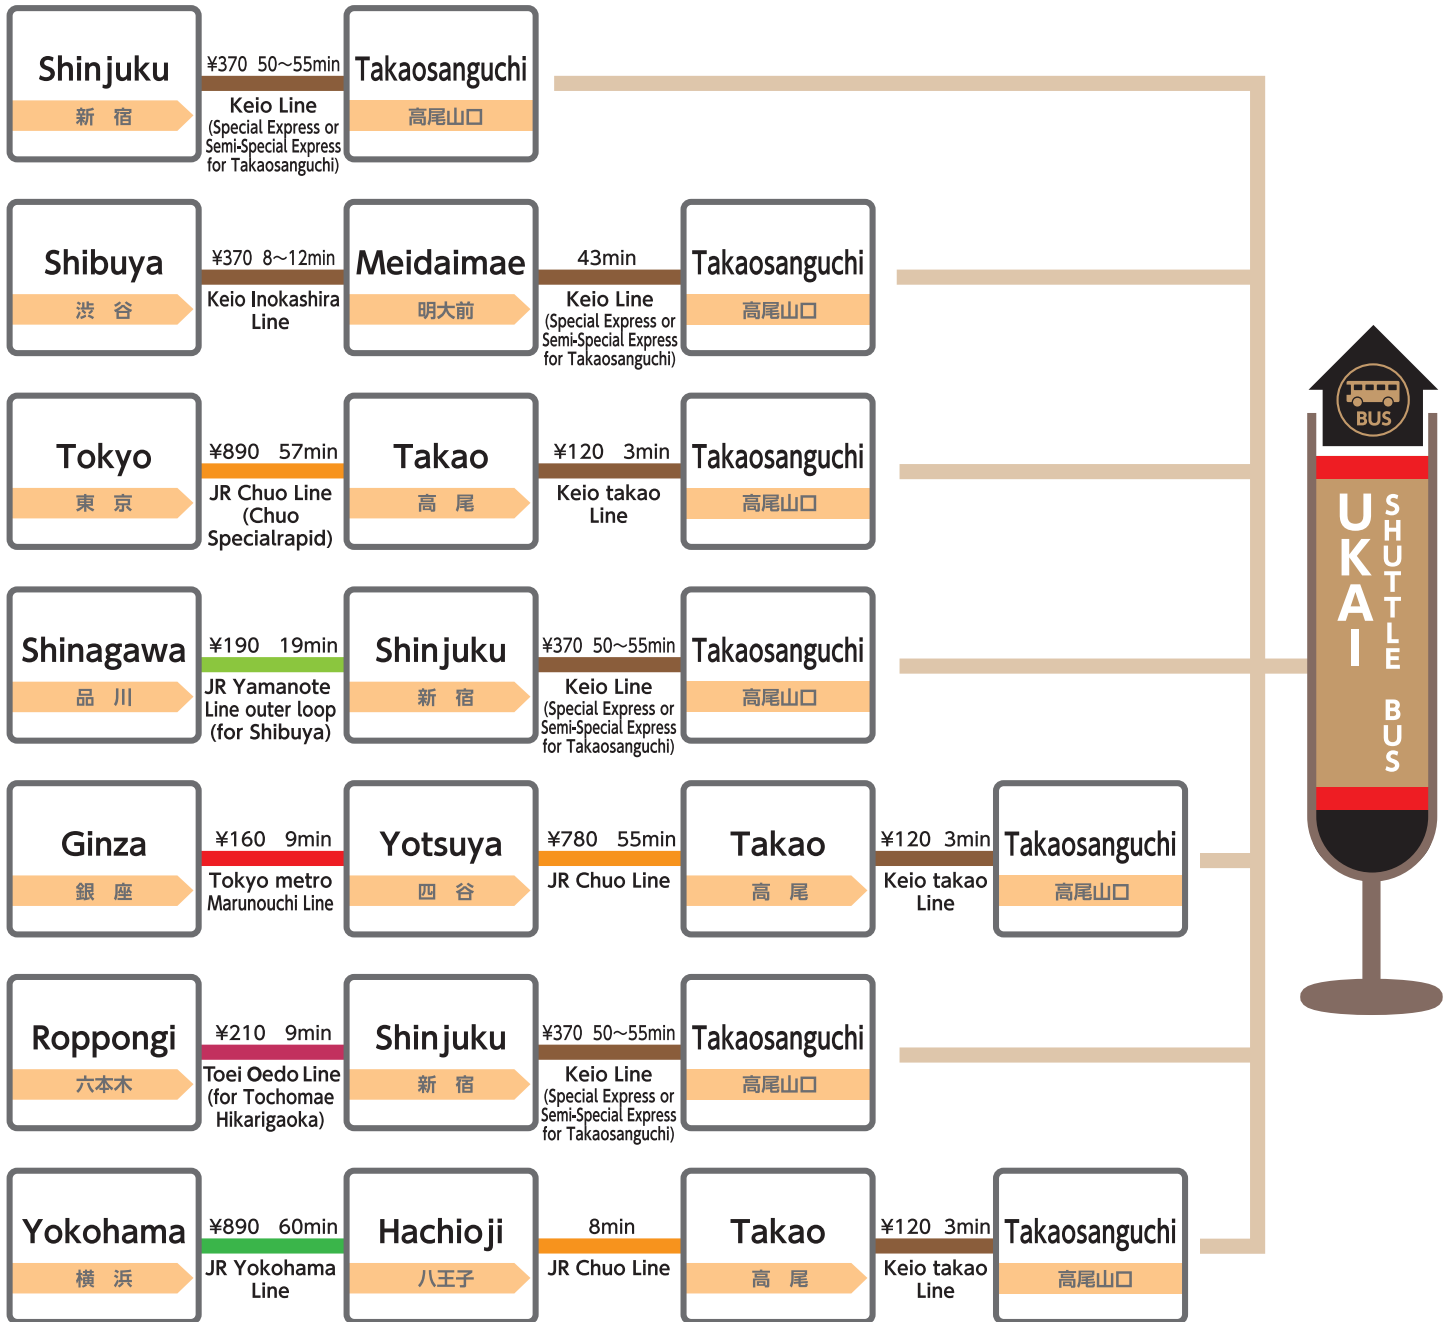 Shinjuku
新 宿
¥370 50~55min
Keio Line
(Special Express or
Semi-Special Express
for Takaosanguchi)
Takaosanguchi
高尾山口
Shibuya
渋 谷
¥370 8~12min
Keio Inokashira
Line
Meidaimae
明大前
43min
Keio Line
(Special Express or
Semi-Special Express
for Takaosanguchi)
Takaosanguchi
高尾山口
Tokyo
東 京
¥890 57min
JR Chuo Line
(Chuo
Specialrapid)
Takao
高 尾
¥120 3min
Keio takao
Line
Takaosanguchi
高尾山口
Shinagawa
品 川
¥190 19min
JR Yamanote
Line outer loop
(for Shibuya)
Shinjuku
新 宿
¥370 50~55min
Keio Line
(Special Express or
Semi-Special Express
for Takaosanguchi)
Takaosanguchi
高尾山口
Ginza
銀 座
¥160 9min
Tokyo metro
Marunouchi Line
Yotsuya
四 谷
¥780 55min
JR Chuo Line
Takao
高 尾
¥120 3min
Keio takao
Line
Takaosanguchi
高尾山口
Roppongi
六本木
¥210 9min
Toei Oedo Line
(for Tochomae
Hikarigaoka)
Shinjuku
新 宿
¥370 50~55min
Keio Line
(Special Express or
Semi-Special Express
for Takaosanguchi)
Takaosanguchi
高尾山口
Yokohama
横 浜
¥890 60min
JR Yokohama
Line
Hachioji
八王子
8min
JR Chuo Line
Takao
高 尾
¥120 3min
Keio takao
Line
Takaosanguchi
高尾山口
BUS
UKAI
SHUTTLE BUS